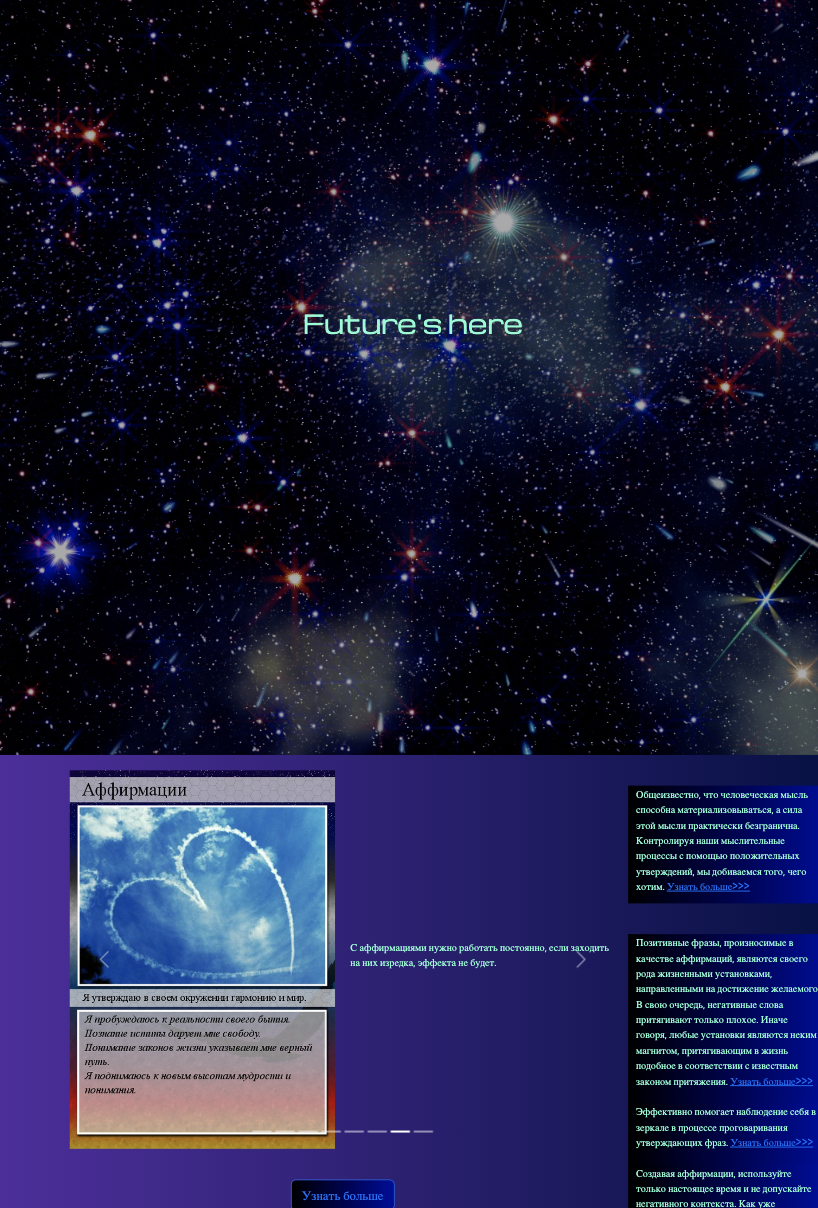 Future's here
Аффирмации
Я утверждаю в своем окружении гармонию и мир.
Я пробуждаюсь к реальности своего бытия.
Познание истины дарует мне свободу.
Понимание законов жизни указывает мне верный
путь.
Я поднимаюсь к новым высотам мудрости и
понимания.
С аффирмациями нужно работать постоянно, если заходить
на них изредка, эффекта не будет.
Узнать больше
Общеизвестно, что человеческая мысль
способна материализовываться, а сила
этой мысли практически безгранична.
Контролируя наши мыслительные
процессы с помощью положительных
утверждений, мы добиваемся того, чего
хотим. Узнать больше>>>
Позитивные фразы, произносимые в
качестве аффирмаций, являются своего
рода жизненными установками,
направленными на достижение желаемого
В свою очередь, негативные слова
притягивают только плохое. Иначе
говоря, любые установки являются неким
магнитом, притягивающим в жизнь
подобное в соответствии с известным
законом притяжения. Узнать больше>>>
Эффективно помогает наблюдение себя в
зеркале в процессе проговаривания
утверждающих фраз. Узнать больше>>>
Создавая аффирмации, используйте
только настоящее время и не допускайте
негативного контекста. Как уже